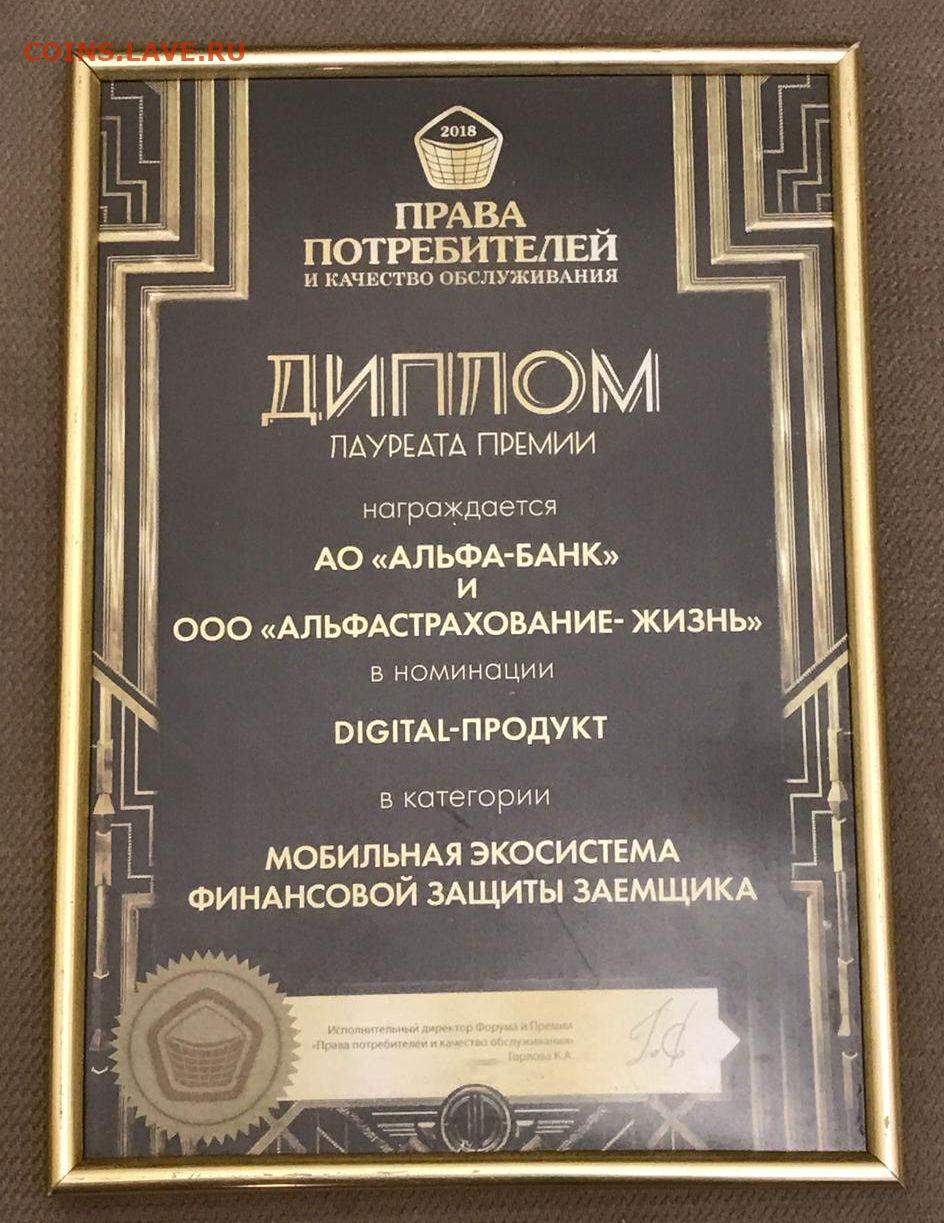 COINS.LAVE.RU
2018
ПРАВА
ПОТРЕБИТЕЛЕЙ
И КАЧЕСТВО ОБСЛУЖИВАНИЯ
ДИПЛОМ
ЛАУРЕАТА ПРЕМИИ
награждается
АО «АЛЬФА-БАНК»
И
ООО «АЛЬФАСТРАХОВАНИЕ- ЖИЗНЬ»
в номинации
DIGITAL-ПРОДУКТ
в категории
МОБИЛЬНАЯ ЭКОСИСТЕМА
ФИНАНСОВОЙ ЗАЩИТЫ ЗАЕМЩИКА
Исполнительный директор Форума и Премии
«Права потребителей и качество обслуживания»
Горлова К.А.